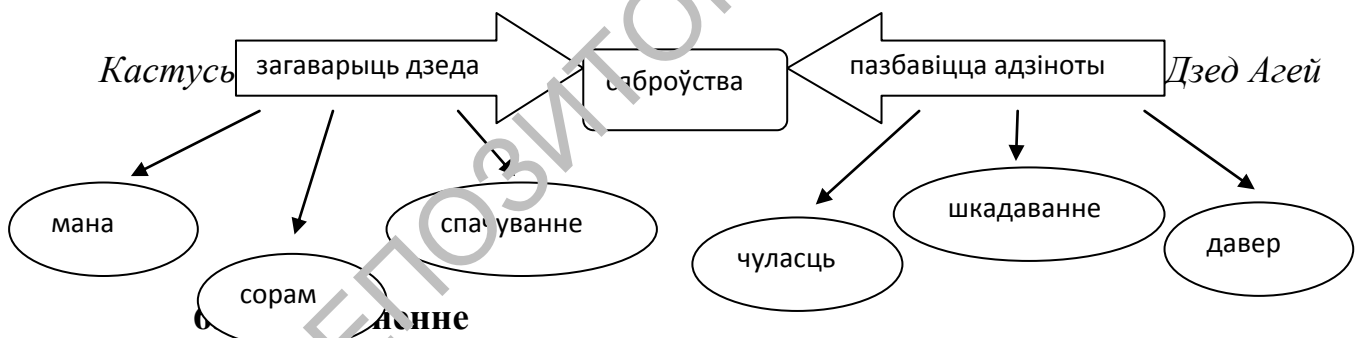 Кастусь загаварыць дзеда сяброўства пазбавіцца адзіноты Дзед Агей
мана
сорам
спачуванне
чуласць
шкадаванне
давер